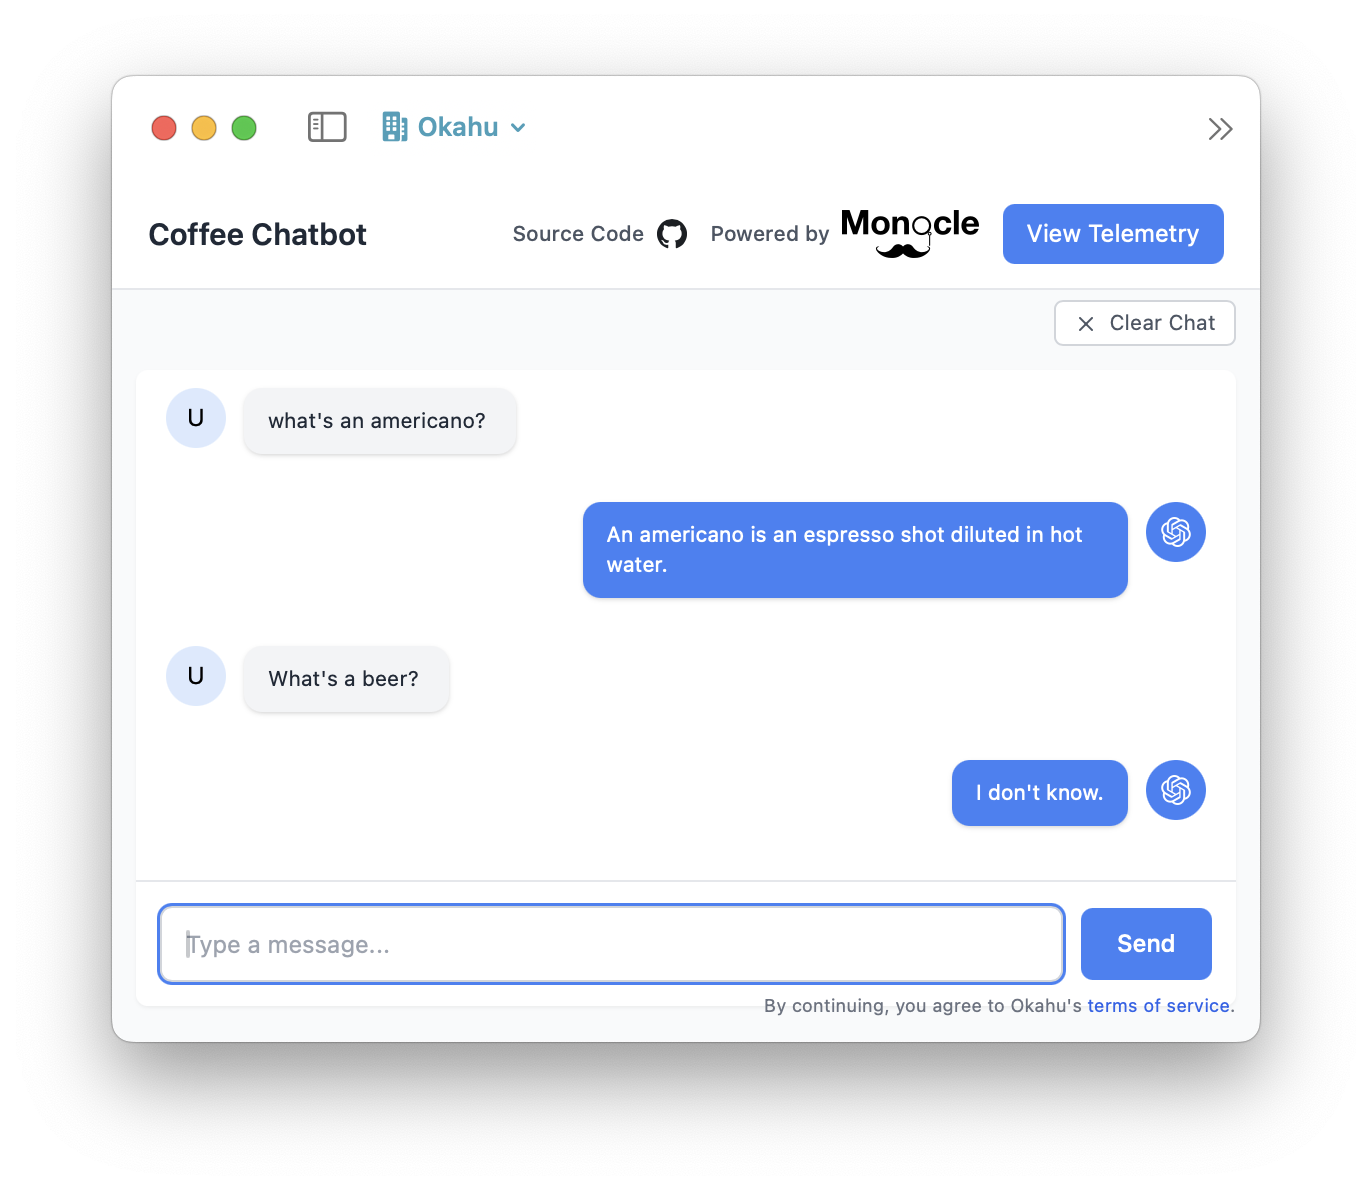 Okahu
Coffee Chatbot
Source Code
Powered by
Monocle
View Telemetry
Clear Chat
U
what's an americano?
An americano is an espresso shot diluted in hot
water.
U
What's a beer?
I don't know.
Type a message...
Send
By continuing, you agree to Okahu's terms of service.